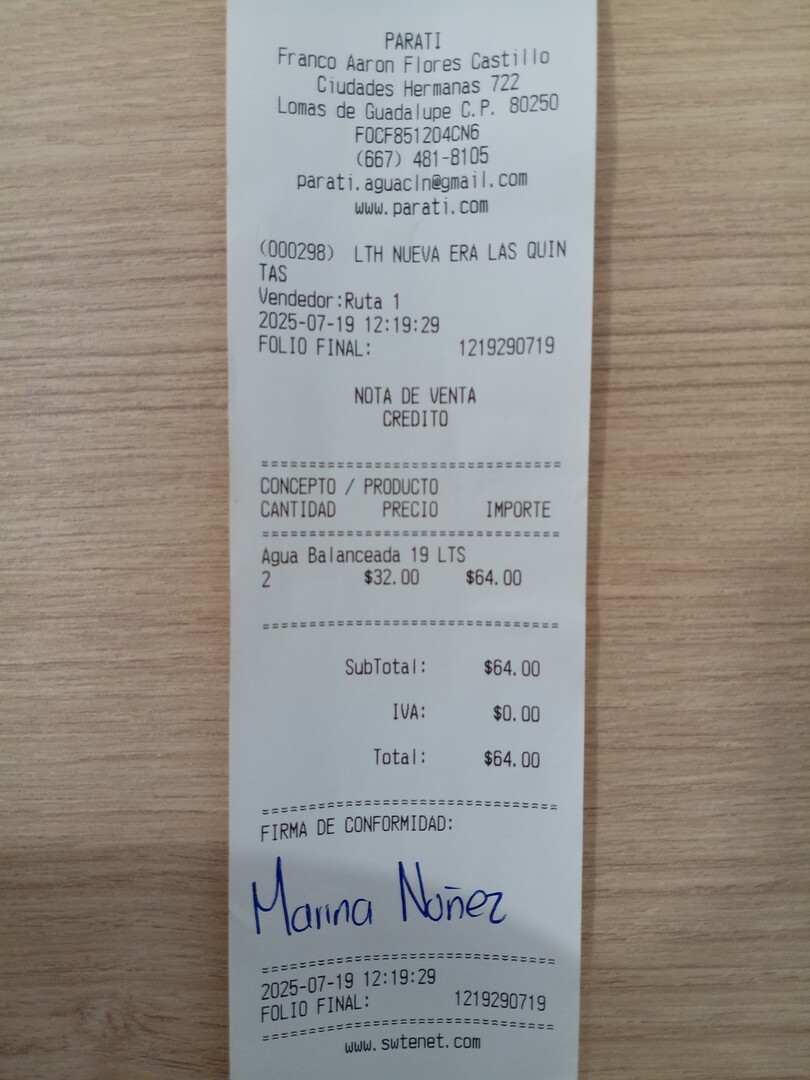 PARATI
Franco Aaron Flores Castillo
Ciudades Hermanas 722
Lomas de Guadalupe C.P. 80250
FOCF851204CN6
(667) 481-8105
parati.aguacln@gmail.com
www.parati.com
(000298) LTH NUEVA ERA LAS QUIN
TAS
Vendedor:Ruta 1
2025-07-19 12:19:29
FOLIO FINAL: 1219290719
NOTA DE VENTA
CREDITO
==================================
CONCEPTO / PRODUCTO
CANTIDAD PRECIO IMPORTE
==================================
Agua Balanceada 19 LTS
2 $32.00 $64.00
==================================
SubTotal: $64.00
IVA: $0.00
Total: $64.00
==================================
FIRMA DE CONFORMIDAD:
Marina Nuñez
==================================
2025-07-19 12:19:29
FOLIO FINAL: 1219290719
==================================
www.swtenet.com